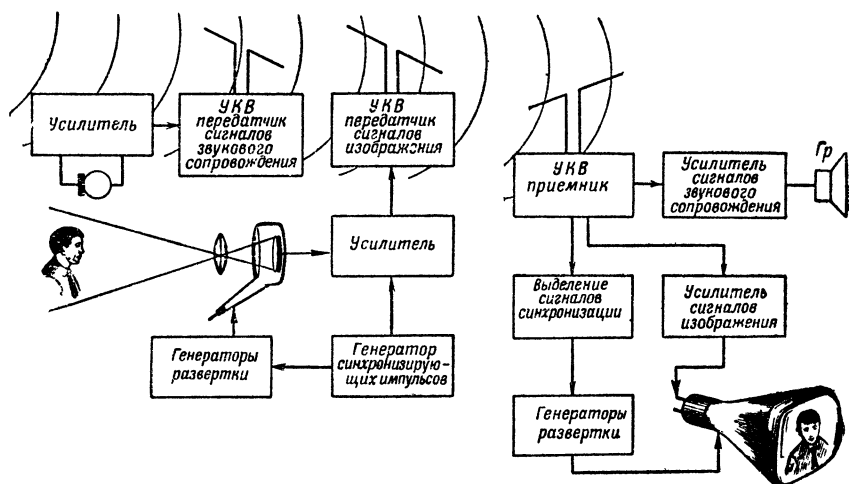 Усилитель
УКВ
передатчик
сигналов
звукового
сопровождения
УКВ
передатчик
сигналов
изображения
Усилитель
Генераторы
развертки
Генератор
синхронизирую-
щих импульсов
УКВ
приемник
Усилитель
сигналов
звукового
сопровождения
Гр
Выделение
сигналов
синхронизации
Усилитель
сигналов
изображения
Генераторы
развертки